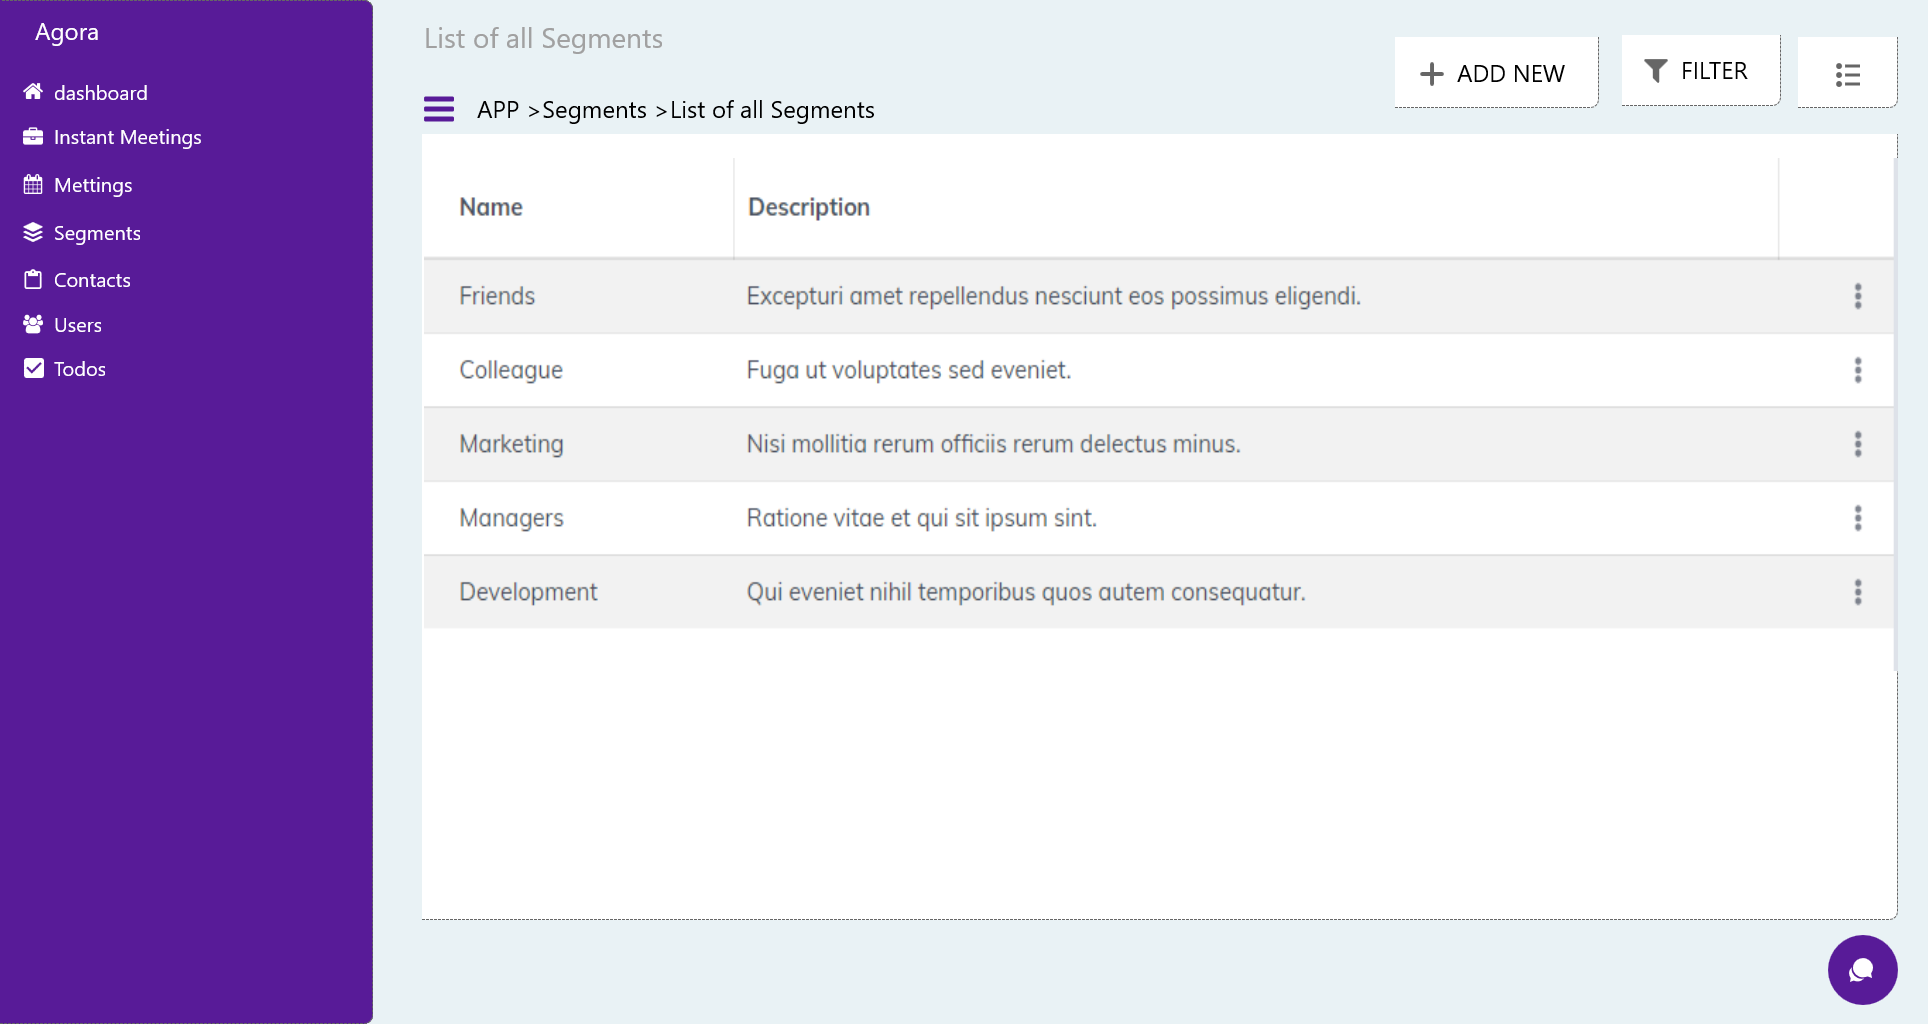 Agora
dashboard
Instant Meetings
Mettings
Segments
Contacts
Users
Todos
List of all Segments
ADD NEW
FILTER
APP >Segments >List of all Segments
Name Description
Friends Excepturi amet repellendus nesciunt eos possimus eligendi.
Colleague Fuga ut voluptates sed eveniet.
Marketing Nisi mollitia rerum officiis rerum delectus minus.
Managers Ratione vitae et qui sit ipsum sint.
Development Qui eveniet nihil temporibus quos autem consequatur.